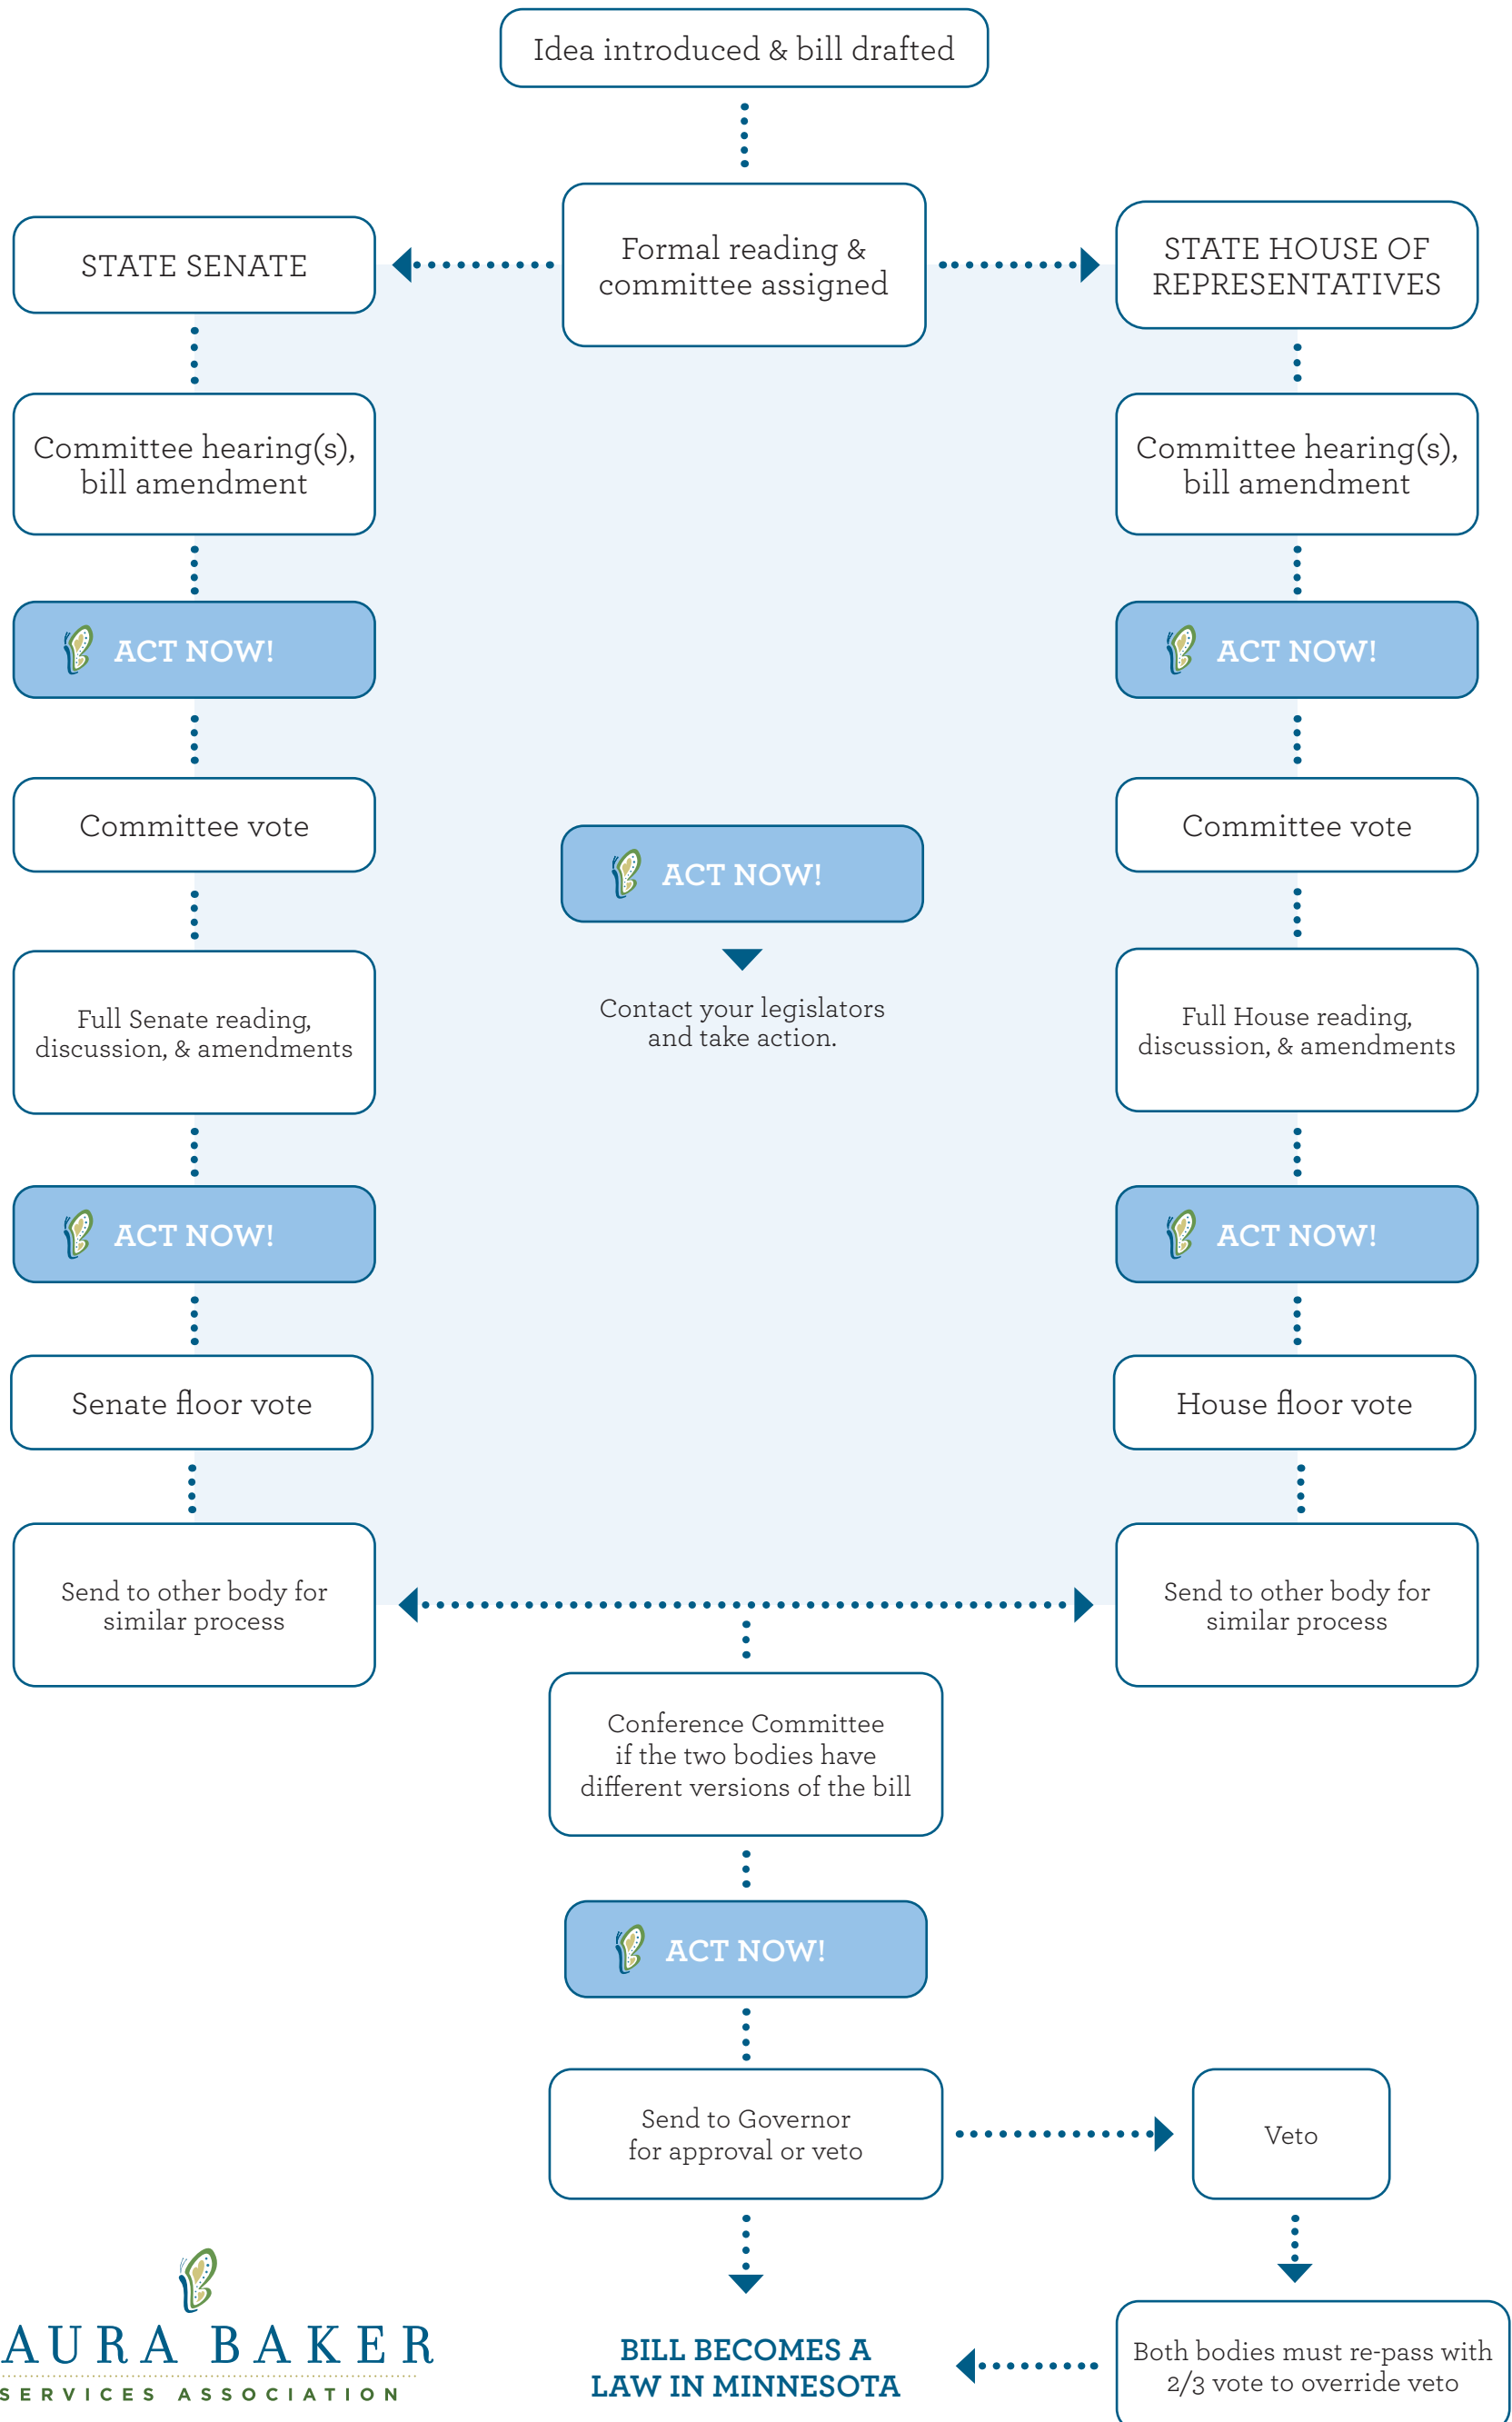 Idea introduced & bill drafted
Formal reading &
committee assigned
STATE SENATE
STATE HOUSE OF
REPRESENTATIVES
Committee hearing(s),
bill amendment
Committee hearing(s),
bill amendment
ACT NOW!
ACT NOW!
Committee vote
Committee vote
ACT NOW!
Contact your legislators
and take action.
Full Senate reading,
discussion, & amendments
Full House reading,
discussion, & amendments
ACT NOW!
ACT NOW!
Senate floor vote
House floor vote
Send to other body for
similar process
Send to other body for
similar process
Conference Committee
if the two bodies have
different versions of the bill
ACT NOW!
Send to Governor
for approval or veto
Veto
BILL BECOMES A
LAW IN MINNESOTA
Both bodies must re-pass with
2/3 vote to override veto
AURA BAKER
SERVICES ASSOCIATION